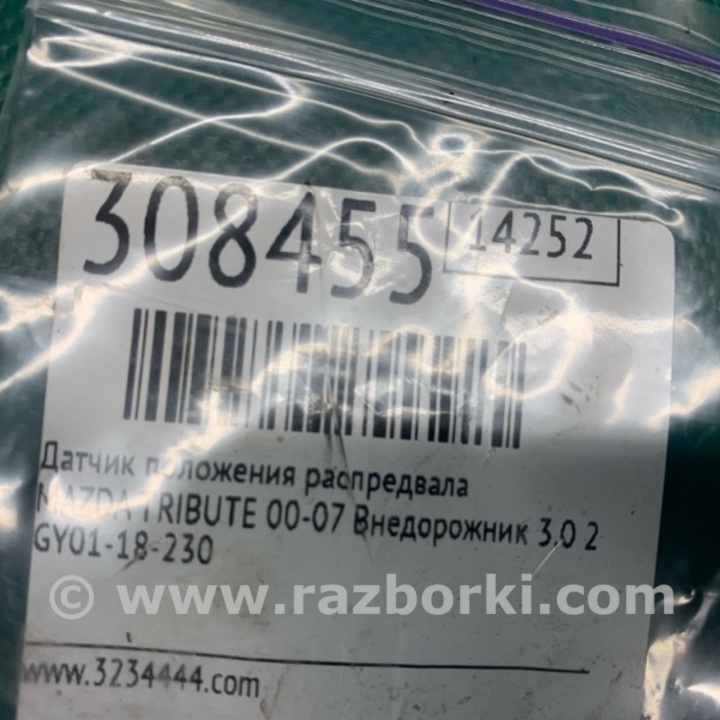 308455 14252
Датчик положения распредвала
MAZDA TRIBUTE 00-07 Внедорожник 3.0 2
GY01-18-230
© www.razborki.com
www.3234444.com